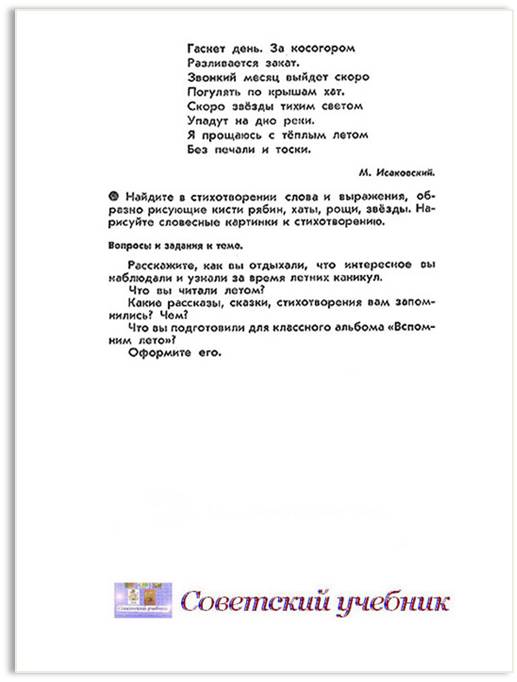 Гаснет день. За косогором
Разливается закат.
Звонкий месяц выйдет скоро
Погулять по крышам хат.
Скоро звёзды тихим светом
Упадут на дно реки.
Я прощаюсь с тёплым летом
Без печали и тоски.
М. Исаковский.
Найдите в стихотворении слова и выражения, об-
разно рисующие кисти рябин, хаты, рощи, звёзды. На-
рисуйте словесные картинки к стихотворению.
Вопросы и задания к теме.
Расскажите, как вы отдыхали, что интересное вы
наблюдали и узнали за время летних каникул.
Что вы читали летом?
Какие рассказы, сказки, стихотворения вам запом-
нились? Чем?
Что вы подготовили для классного альбома «Вспом-
ним лето»?
Оформите его.
Советский учебник